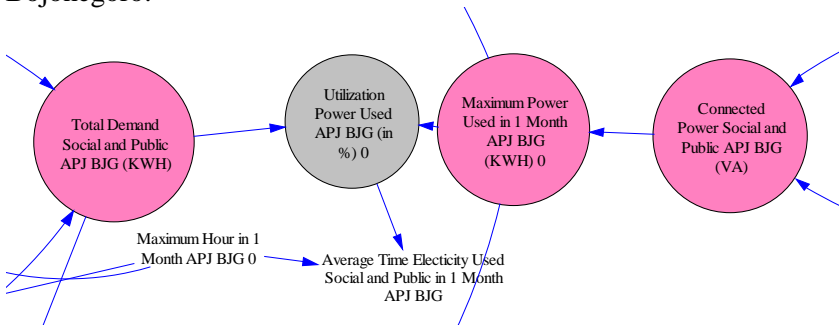 Utilization
Power Used
APJ BJG (in
%) 0
Maximum Power
Used in 1 Month
APJ BJG
(KWH) 0
Connected
Power Social and
Public APJ BJG
(VA)
Total Demand
Social and Public
APJ BJG (KWH)
Maximum Hour in 1
Month APJ BJG 0
Average Time Electicity Used
Social and Public in 1 Month
APJ BJG